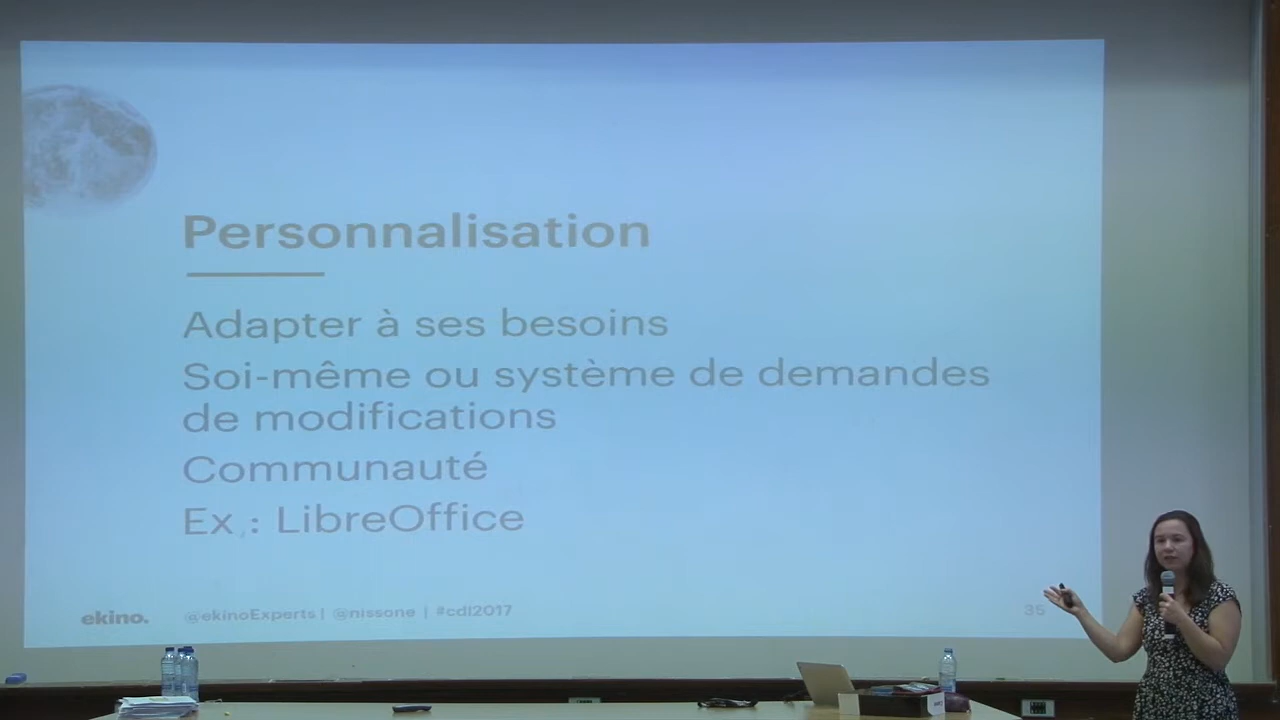 Personnalisation
Adapter à ses besoins
Soi-même ou système de demandes
de modifications
Communauté
Ex : LibreOffice
ekino. @ekinoExperts | @nissone | #cdl2017 35